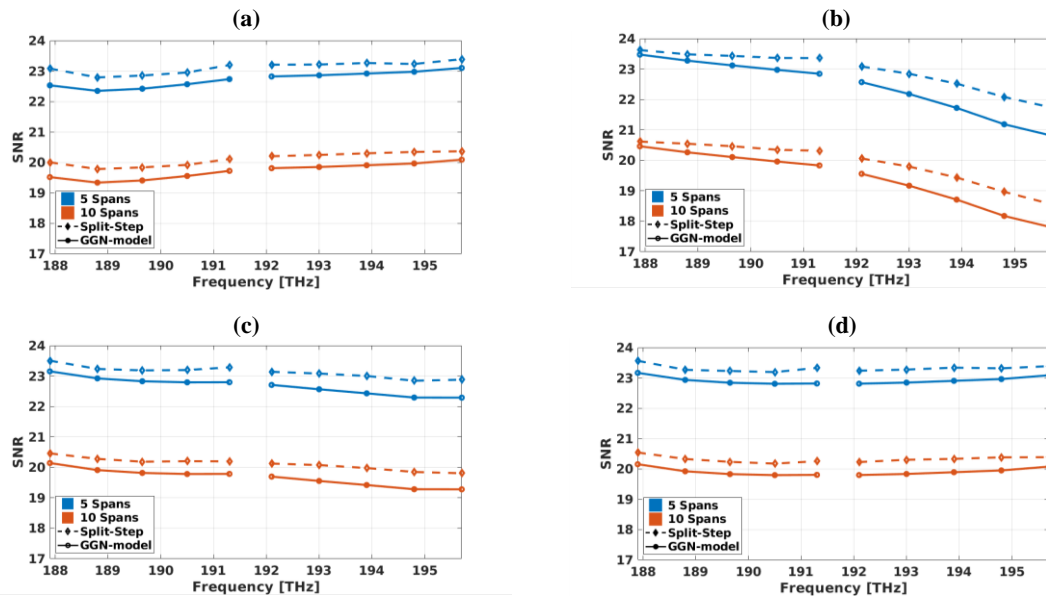 (a)
24
23
22
21
20
19
18
17
SNR
5 Spans
10 Spans
Split-Step
GGN-model
188 189 190 191 192 193 194 195
Frequency [THz]
(b)
24
23
22
21
20
19
18
17
SNR
5 Spans
10 Spans
Split-Step
GGN-model
188 189 190 191 192 193 194 195
Frequency [THz]
(c)
24
23
22
21
20
19
18
17
SNR
5 Spans
10 Spans
Split-Step
GGN-model
188 189 190 191 192 193 194 195
Frequency [THz]
(d)
24
23
22
21
20
19
18
17
SNR
5 Spans
10 Spans
Split-Step
GGN-model
188 189 190 191 192 193 194 195
Frequency [THz]